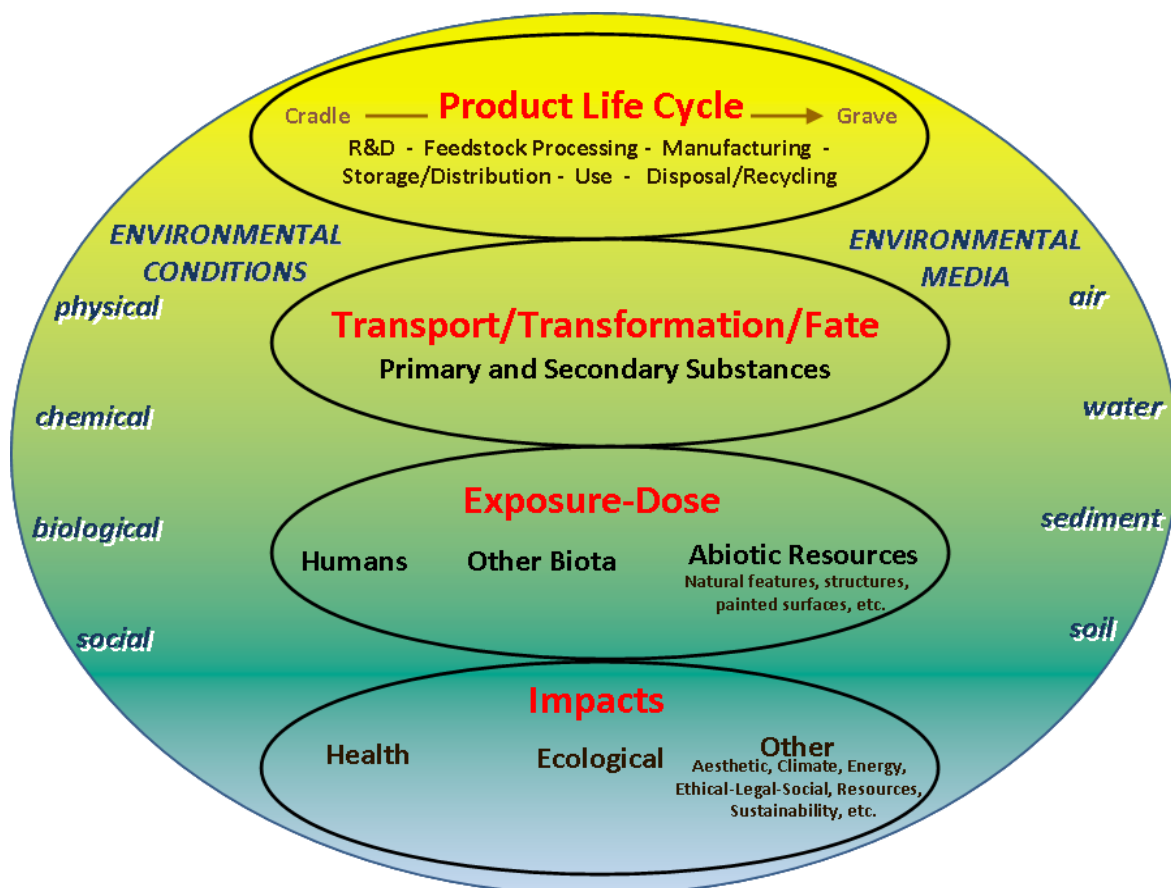 Product Life Cycle
Cradle
Grave
R&D - Feedstock Processing - Manufacturing -
Storage/Distribution - Use - Disposal/Recycling
ENVIRONMENTAL
CONDITIONS
physical
chemical
biological
social
ENVIRONMENTAL
MEDIA
air
water
sediment
soil
Transport/Transformation/Fate
Primary and Secondary Substances
Exposure-Dose
Humans
Other Biota
Abiotic Resources
Natural features, structures,
painted surfaces, etc.
Impacts
Health
Ecological
Other
Aesthetic, Climate, Energy,
Ethical-Legal-Social, Resources,
Sustainability, etc.